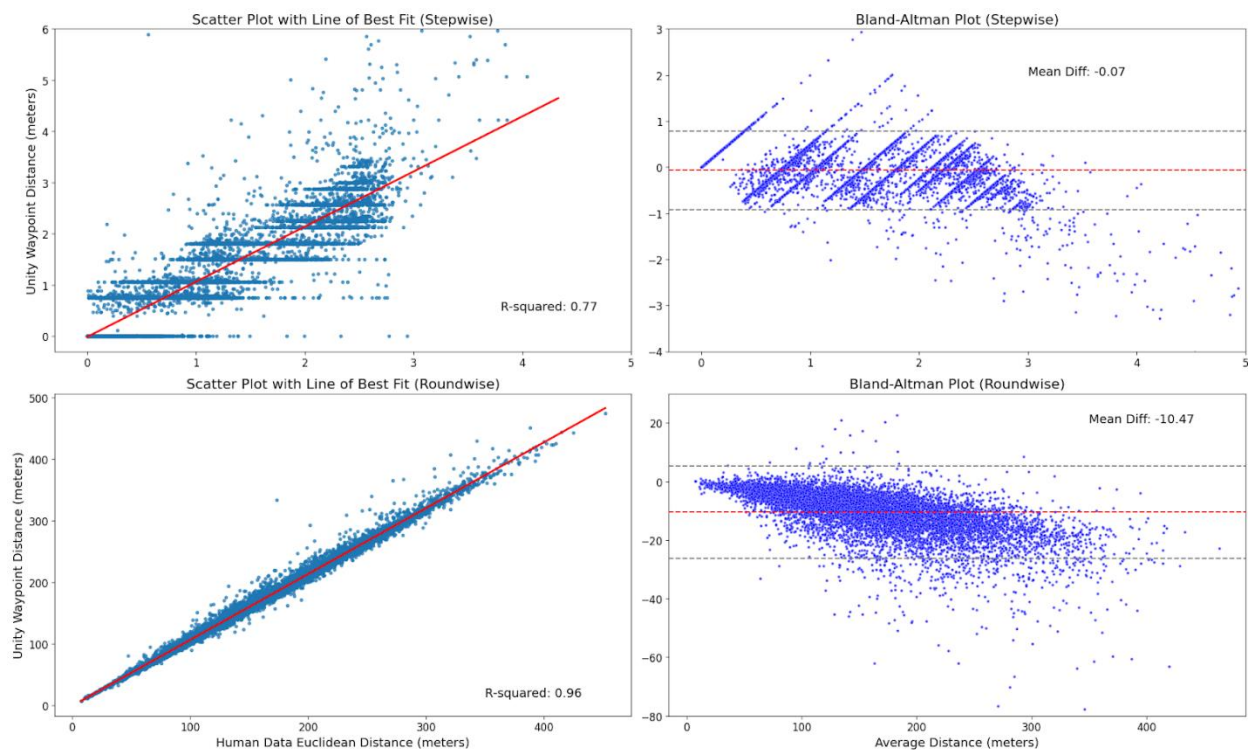 Scatter Plot with Line of Best Fit (Stepwise)
Unity Waypoint Distance (meters)
6
5
4
3
2
1
0
R-squared: 0.77
0 1 2 3 4 5
Bland-Altman Plot (Stepwise)
3
2
1
0
−1
−2
−3
−4
Mean Diff: -0.07
0 1 2 3 4 5
Scatter Plot with Line of Best Fit (Roundwise)
Unity Waypoint Distance (meters)
500
400
300
200
100
0
R-squared: 0.96
0 100 200 300 400
Human Data Euclidean Distance (meters)
Bland-Altman Plot (Roundwise)
20
0
−20
−40
−60
−80
Mean Diff: -10.47
0 100 200 300 400
Average Distance (meters)